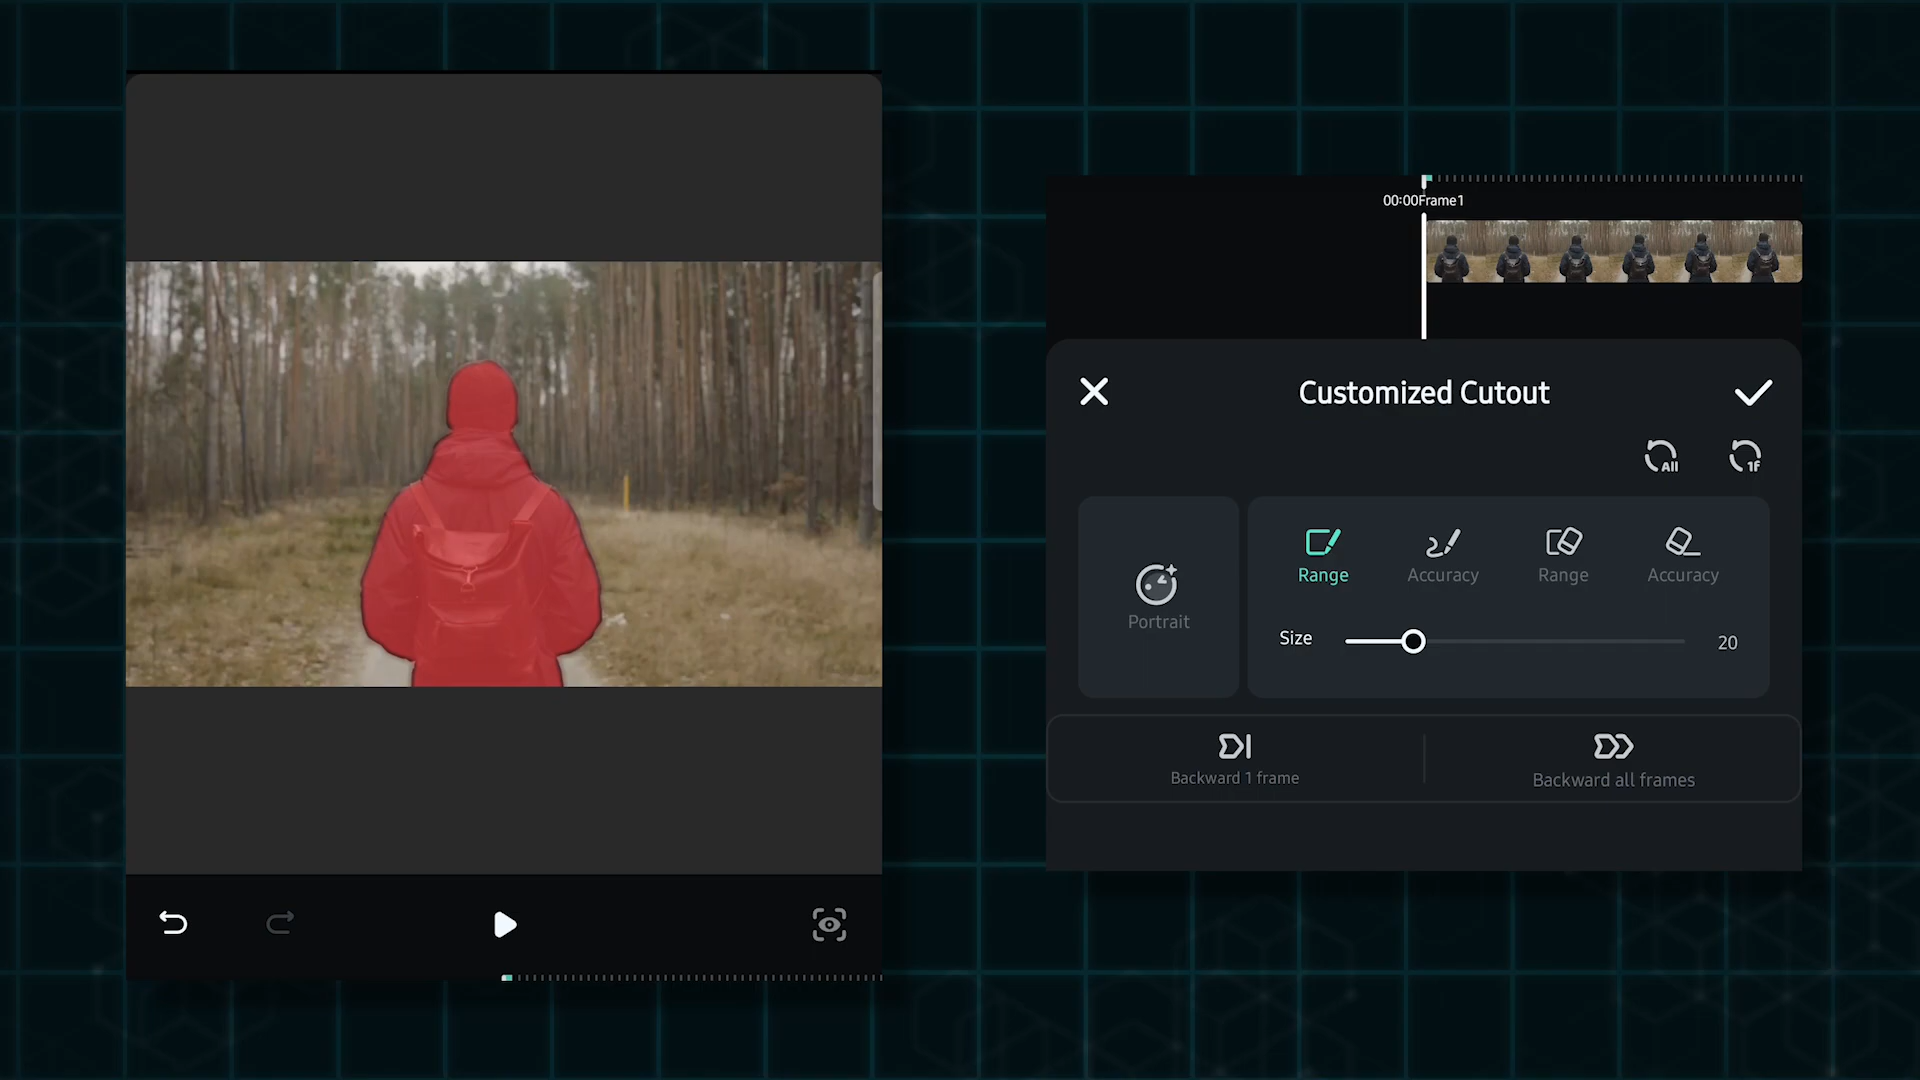 00:00Frame1
Customized Cutout
All
1F
Portrait
Range
Accuracy
Range
Accuracy
Size
20
Backward 1 frame
Backward all frames